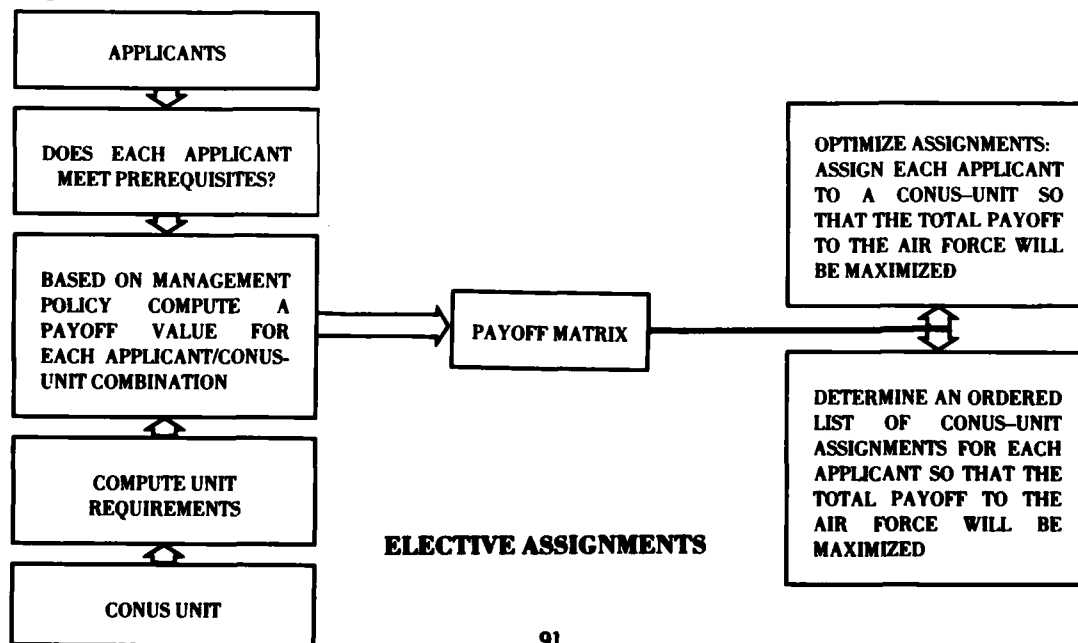 APPLICANTS
DOES EACH APPLICANT
MEET PREREQUISITES?
BASED ON MANAGEMENT
POLICY COMPUTE A
PAYOFF VALUE FOR
EACH APPLICANT/CONUS-
UNIT COMBINATION
COMPUTE UNIT
REQUIREMENTS
CONUS UNIT
PAYOFF MATRIX
OPTIMIZE ASSIGNMENTS:
ASSIGN EACH APPLICANT
TO A CONUS–UNIT SO
THAT THE TOTAL PAYOFF
TO THE AIR FORCE WILL
BE MAXIMIZED
DETERMINE AN ORDERED
LIST OF CONUS–UNIT
ASSIGNMENTS FOR EACH
APPLICANT SO THAT THE
TOTAL PAYOFF TO THE
AIR FORCE WILL BE
MAXIMIZED
ELECTIVE ASSIGNMENTS
91